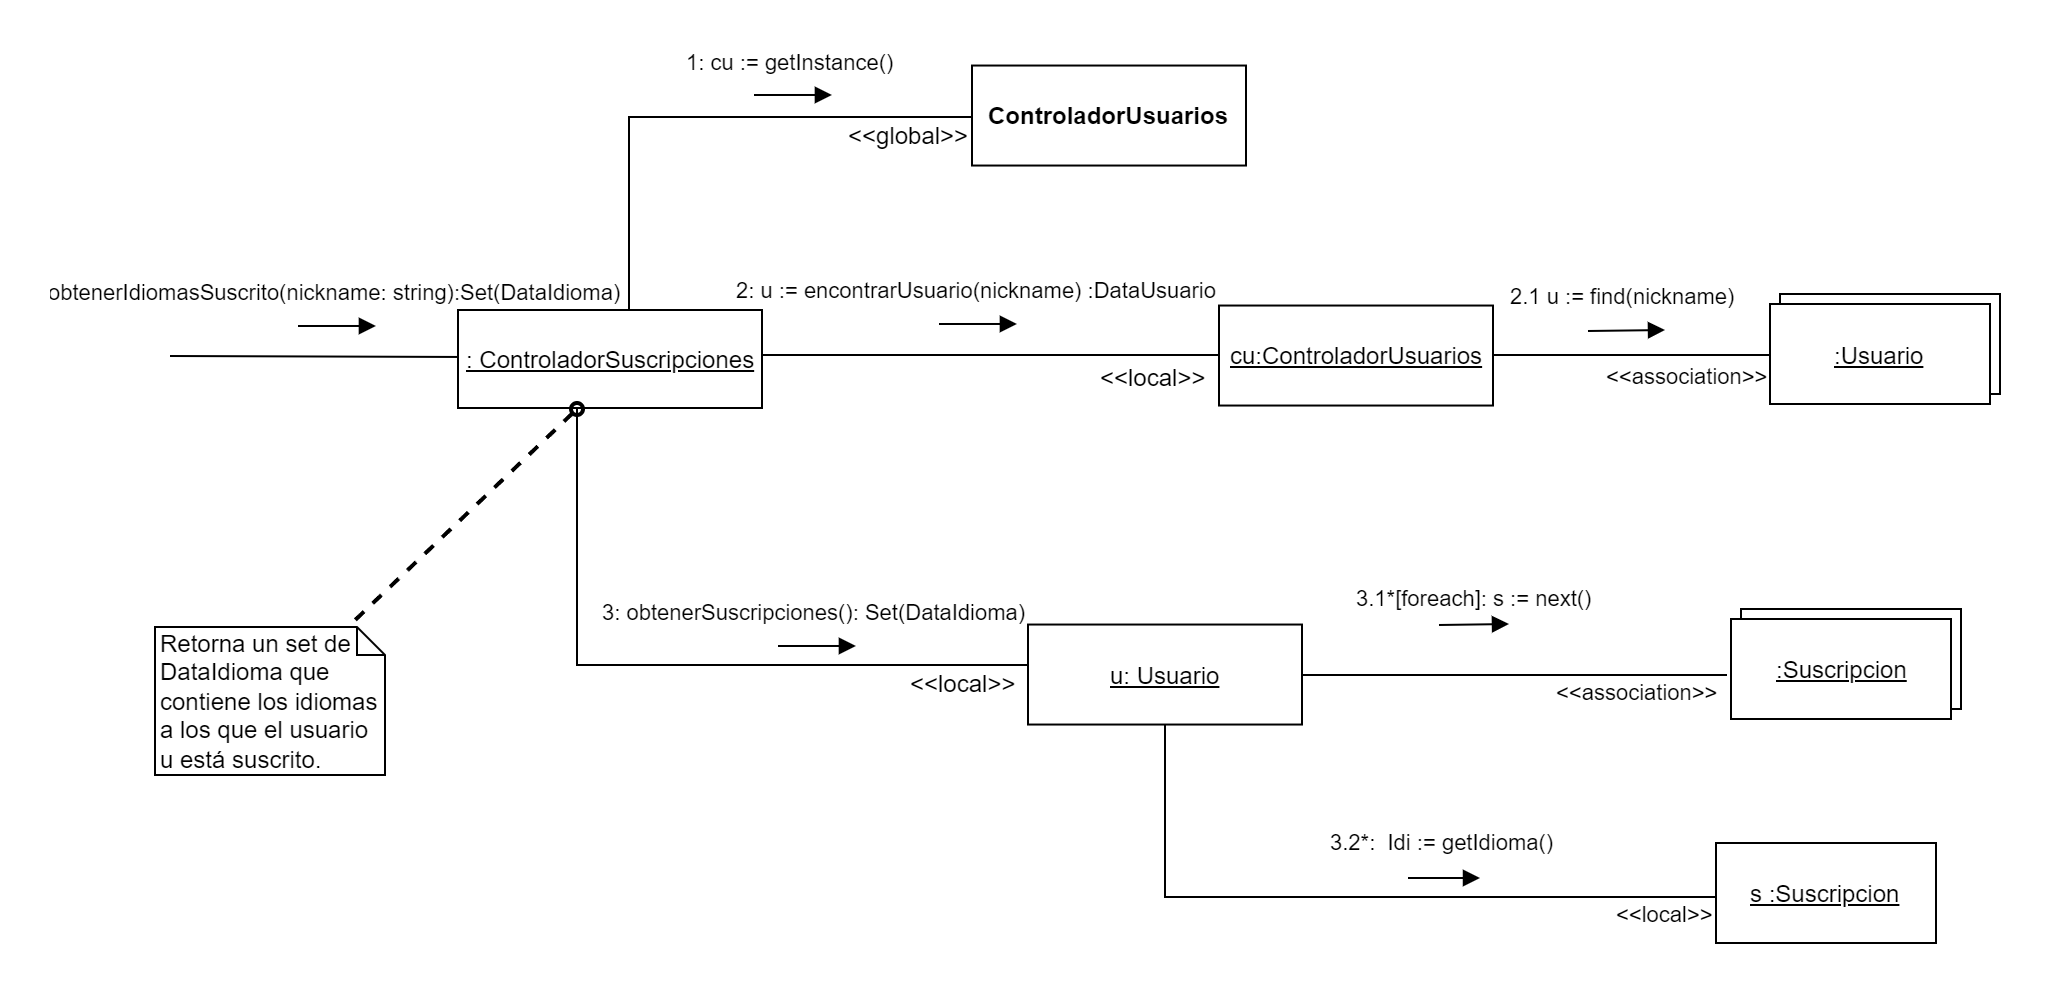 1: cu := getInstance()
ControladorUsuarios
<<global>>
obtenerIdiomasSuscrito(nickname: string):Set(DataIdioma)
2: u := encontrarUsuario(nickname) :DataUsuario
2.1 u := find(nickname)
: ControladorSuscripciones
<<local>>
cu:ControladorUsuarios
<<association>>
:Usuario
3: obtenerSuscripciones(): Set(DataIdioma)
3.1*[foreach]: s := next()
Retorna un set de
DataIdioma que
contiene los idiomas
a los que el usuario
u está suscrito.
<<local>>
u: Usuario
<<association>>
:Suscripcion
3.2*:  Idi := getIdioma()
<<local>>
s :Suscripcion